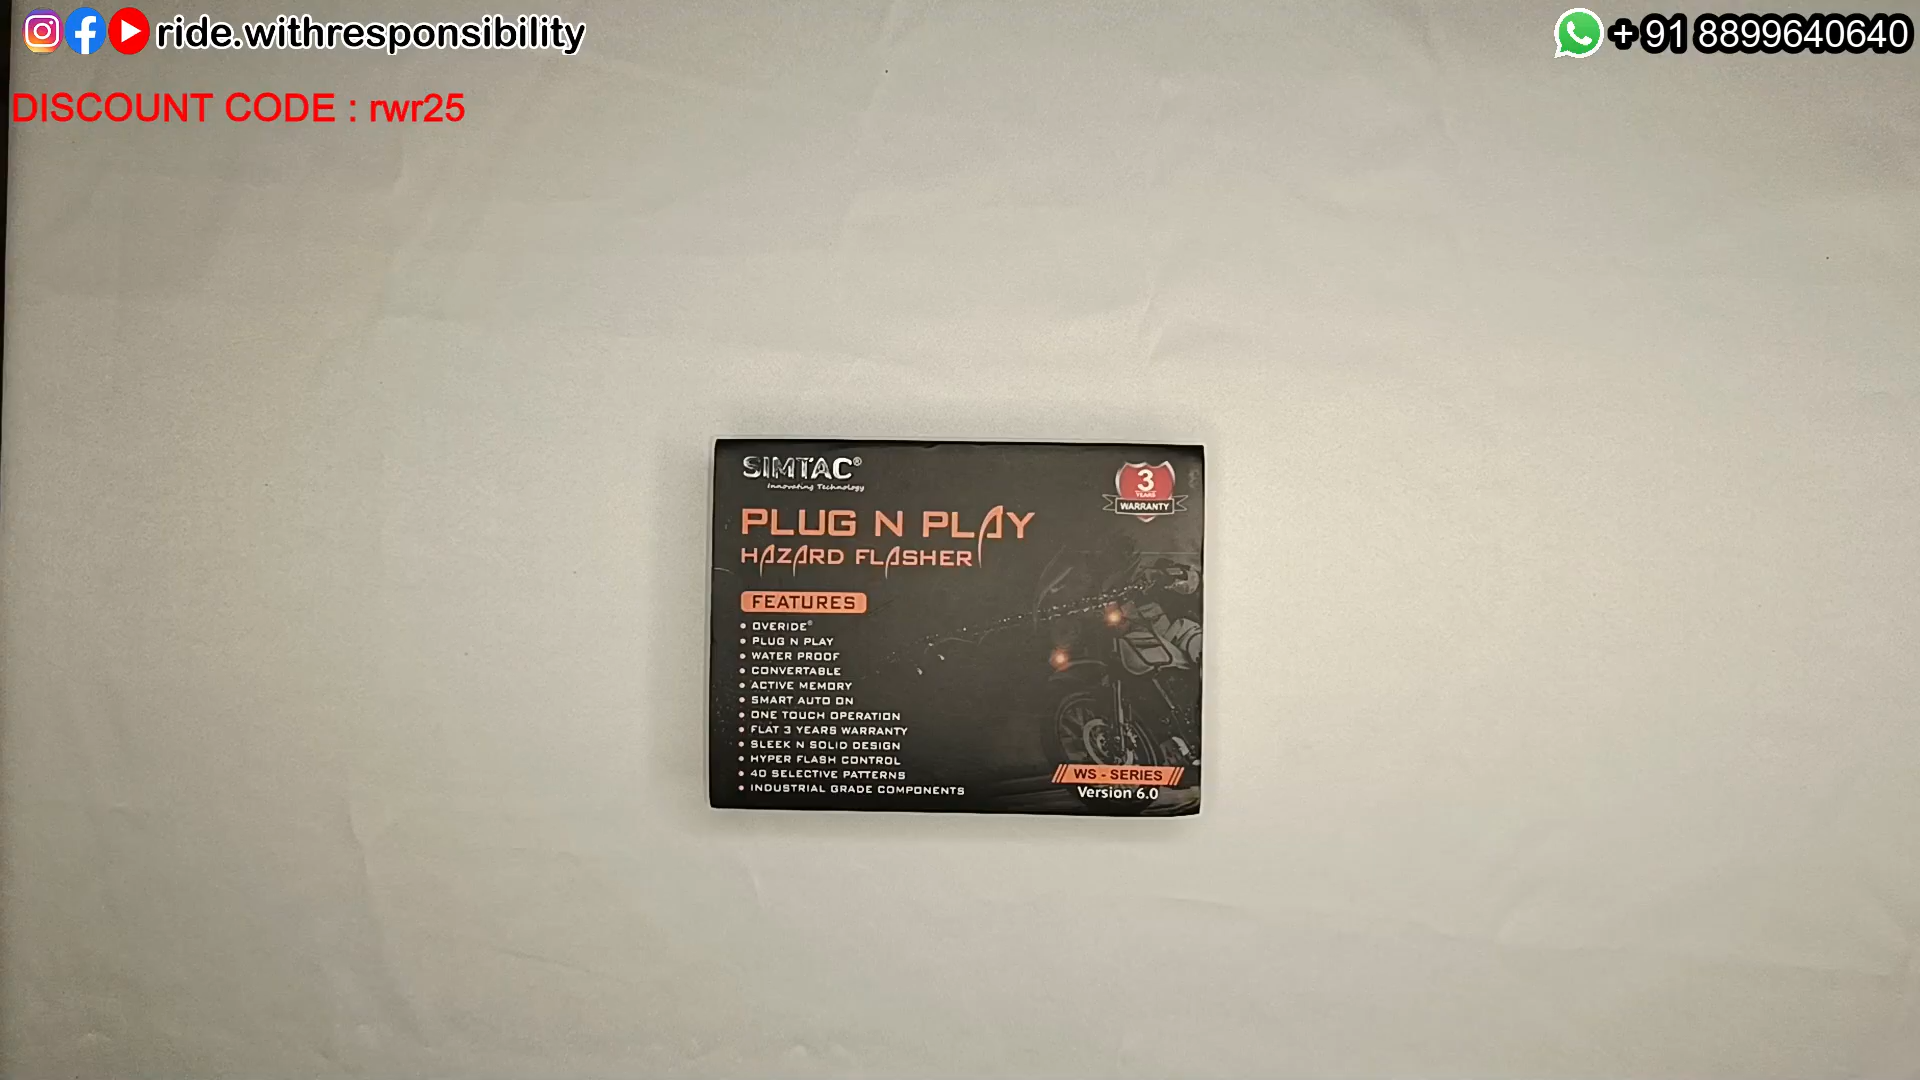 ride.withresponsibility
+91 8899640640
DISCOUNT CODE : rwr25
SIMTAC®
Innovating Technology
3
YEARS
WARRANTY
PLUG N PLAY
HAZARD FLASHER
FEATURES
• OVERIDE®
• PLUG N PLAY
• WATER PROOF
• CONVERTABLE
• ACTIVE MEMORY
• SMART AUTO ON
• ONE TOUCH OPERATION
• FLAT 3 YEARS WARRANTY
• SLEEK N SOLID DESIGN
• HYPER FLASH CONTROL
• 40 SELECTIVE PATTERNS
• INDUSTRIAL GRADE COMPONENTS
WS - SERIES
Version 6.0